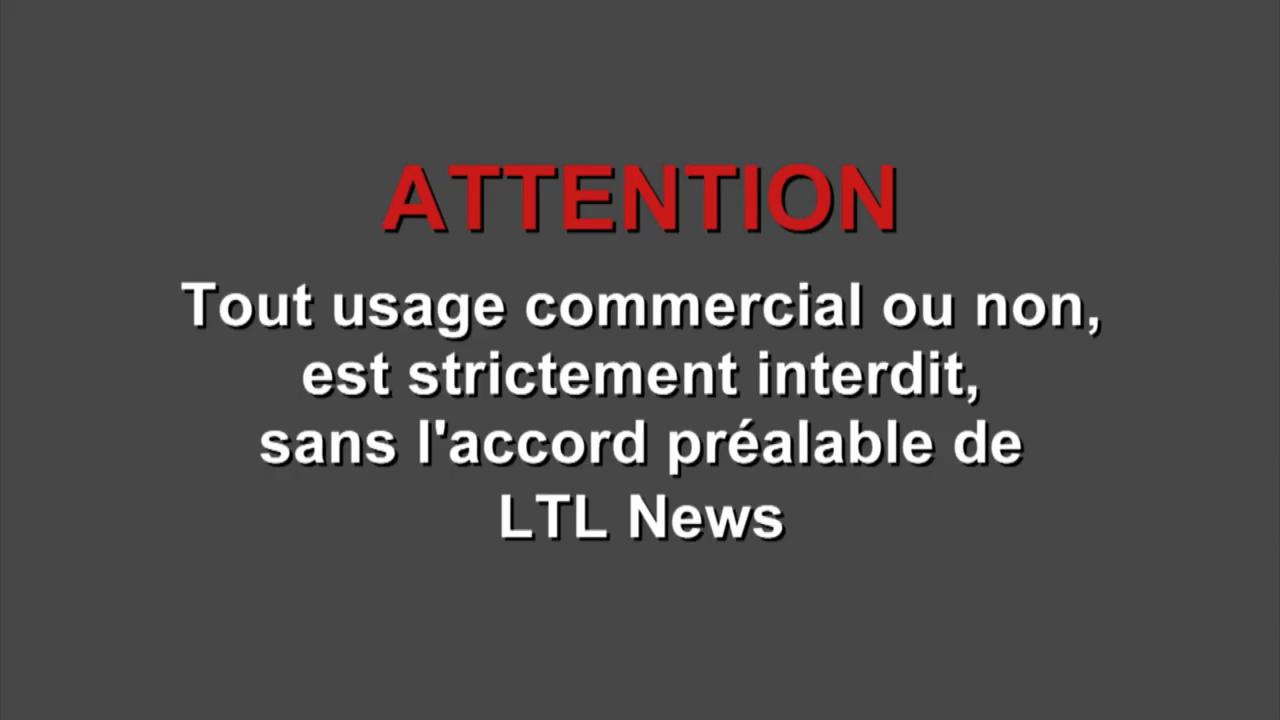 ATTENTION
Tout usage commercial ou non,
est strictement interdit,
sans l'accord préalable de
LTL News